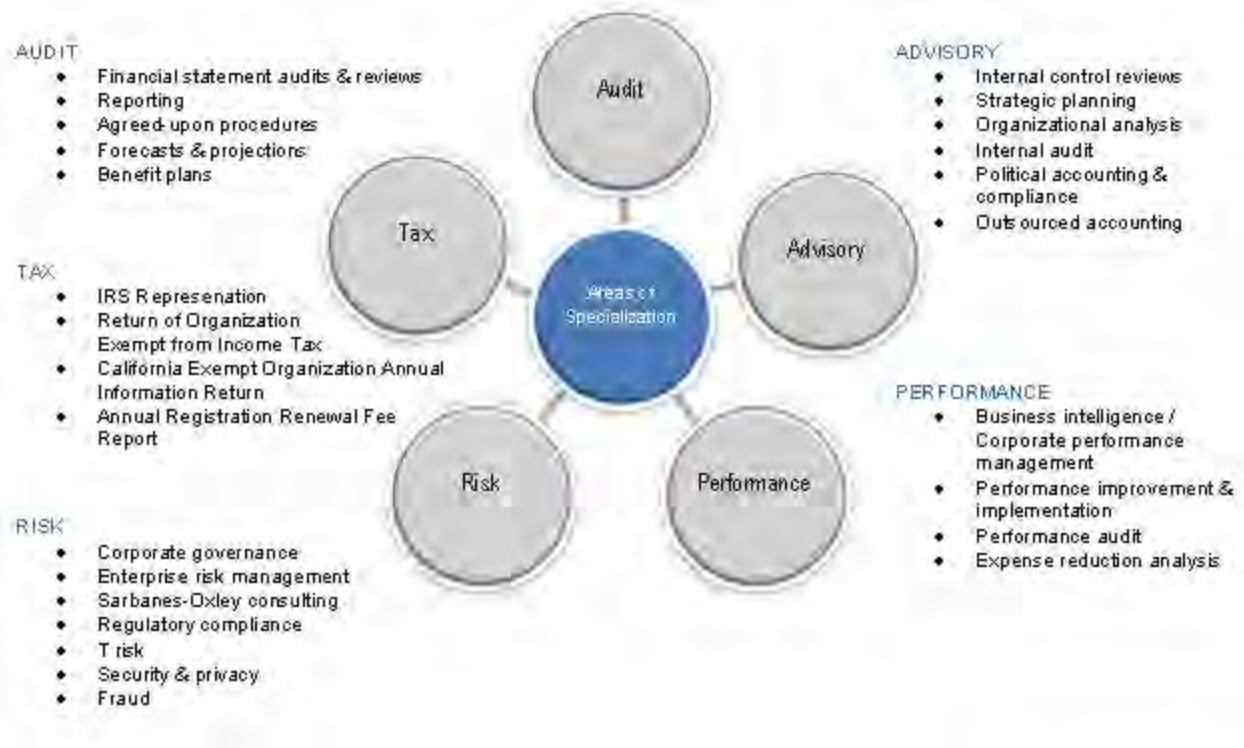 AUDIT
• Financial statement audits & reviews
• Reporting
• Agreed-upon procedures
• Forecasts & projections
• Benefit plans
TAX
• IRS Represenation
• Return of Organization
Exempt from Income Tax
• California Exempt Organization Annual
Information Return
• Annual Registration Renewal Fee
Report
RISK
• Corporate governance
• Enterprise risk management
• Sarbanes-Oxley consulting
• Regulatory compliance
• T risk
• Security & privacy
• Fraud
Audit
Tax
Advisory
Areas of
Specialization
Risk
Performance
ADVISORY
• Internal control reviews
• Strategic planning
• Organizational analysis
• Internal audit
• Political accounting &
compliance
• Outsourced accounting
PERFORMANCE
• Business intelligence /
Corporate performance
management
• Performance improvement &
implementation
• Performance audit
• Expense reduction analysis